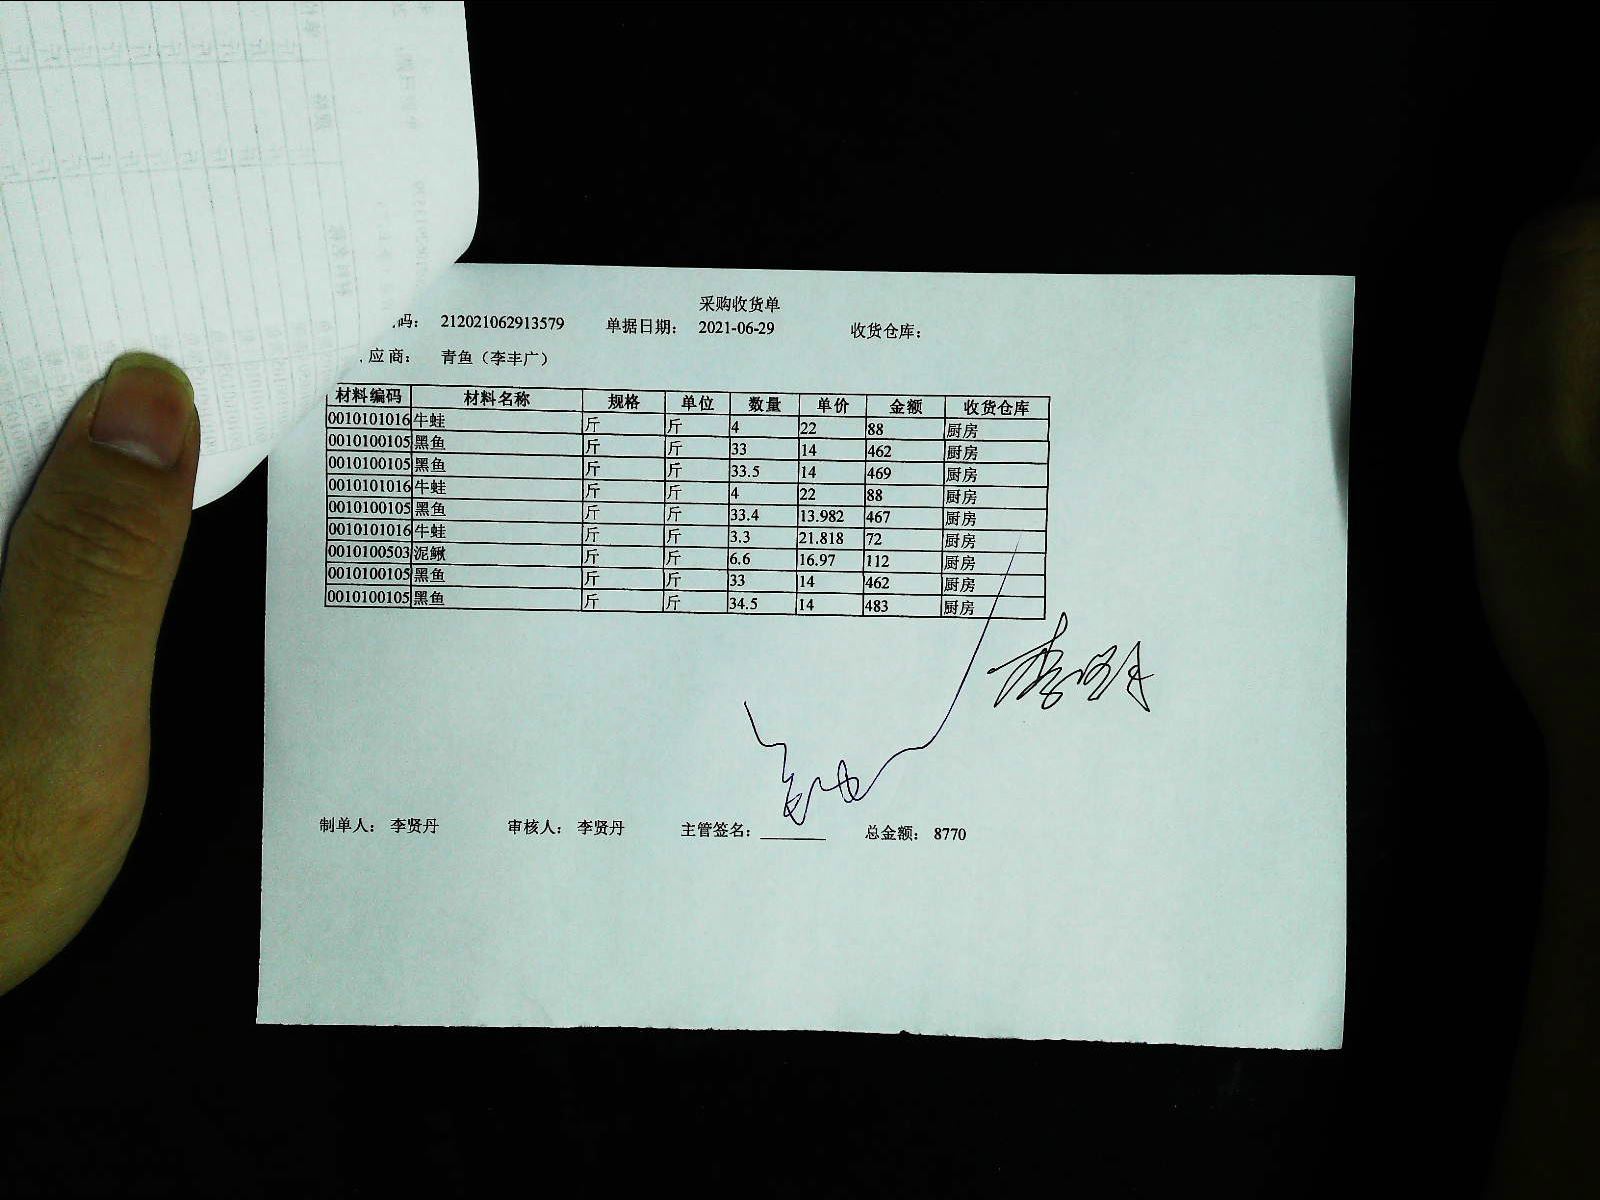 采购收货单
码： 212021062913579 单据日期： 2021-06-29 收货仓库：
应商： 青鱼（李丰广）
材料编码 材料名称 规格 单位 数量 单价 金额 收货仓库
0010101016 牛蛙 斤 斤 4 22 88 厨房
0010100105 黑鱼 斤 斤 33 14 462 厨房
0010100105 黑鱼 斤 斤 33.5 14 469 厨房
0010101016 牛蛙 斤 斤 4 22 88 厨房
0010100105 黑鱼 斤 斤 33.4 13.982 467 厨房
0010101016 牛蛙 斤 斤 3.3 21.818 72 厨房
0010100503 泥鳅 斤 斤 6.6 16.97 112 厨房
0010100105 黑鱼 斤 斤 33 14 462 厨房
0010100105 黑鱼 斤 斤 34.5 14 483 厨房
制单人： 李贤丹 审核人： 李贤丹 主管签名： 总金额： 8770